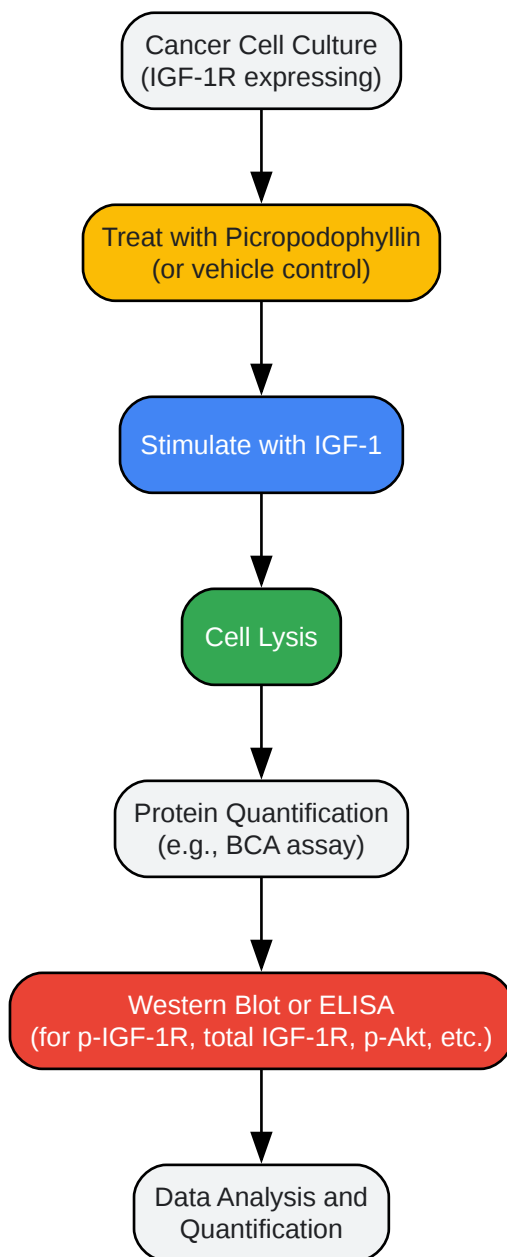 Cancer Cell Culture
(IGF-1R expressing)
Treat with Picropodophyllin
(or vehicle control)
Stimulate with IGF-1
Cell Lysis
Protein Quantification
(e.g., BCA assay)
Western Blot or ELISA
(for p-IGF-1R, total IGF-1R, p-Akt, etc.)
Data Analysis and
Quantification